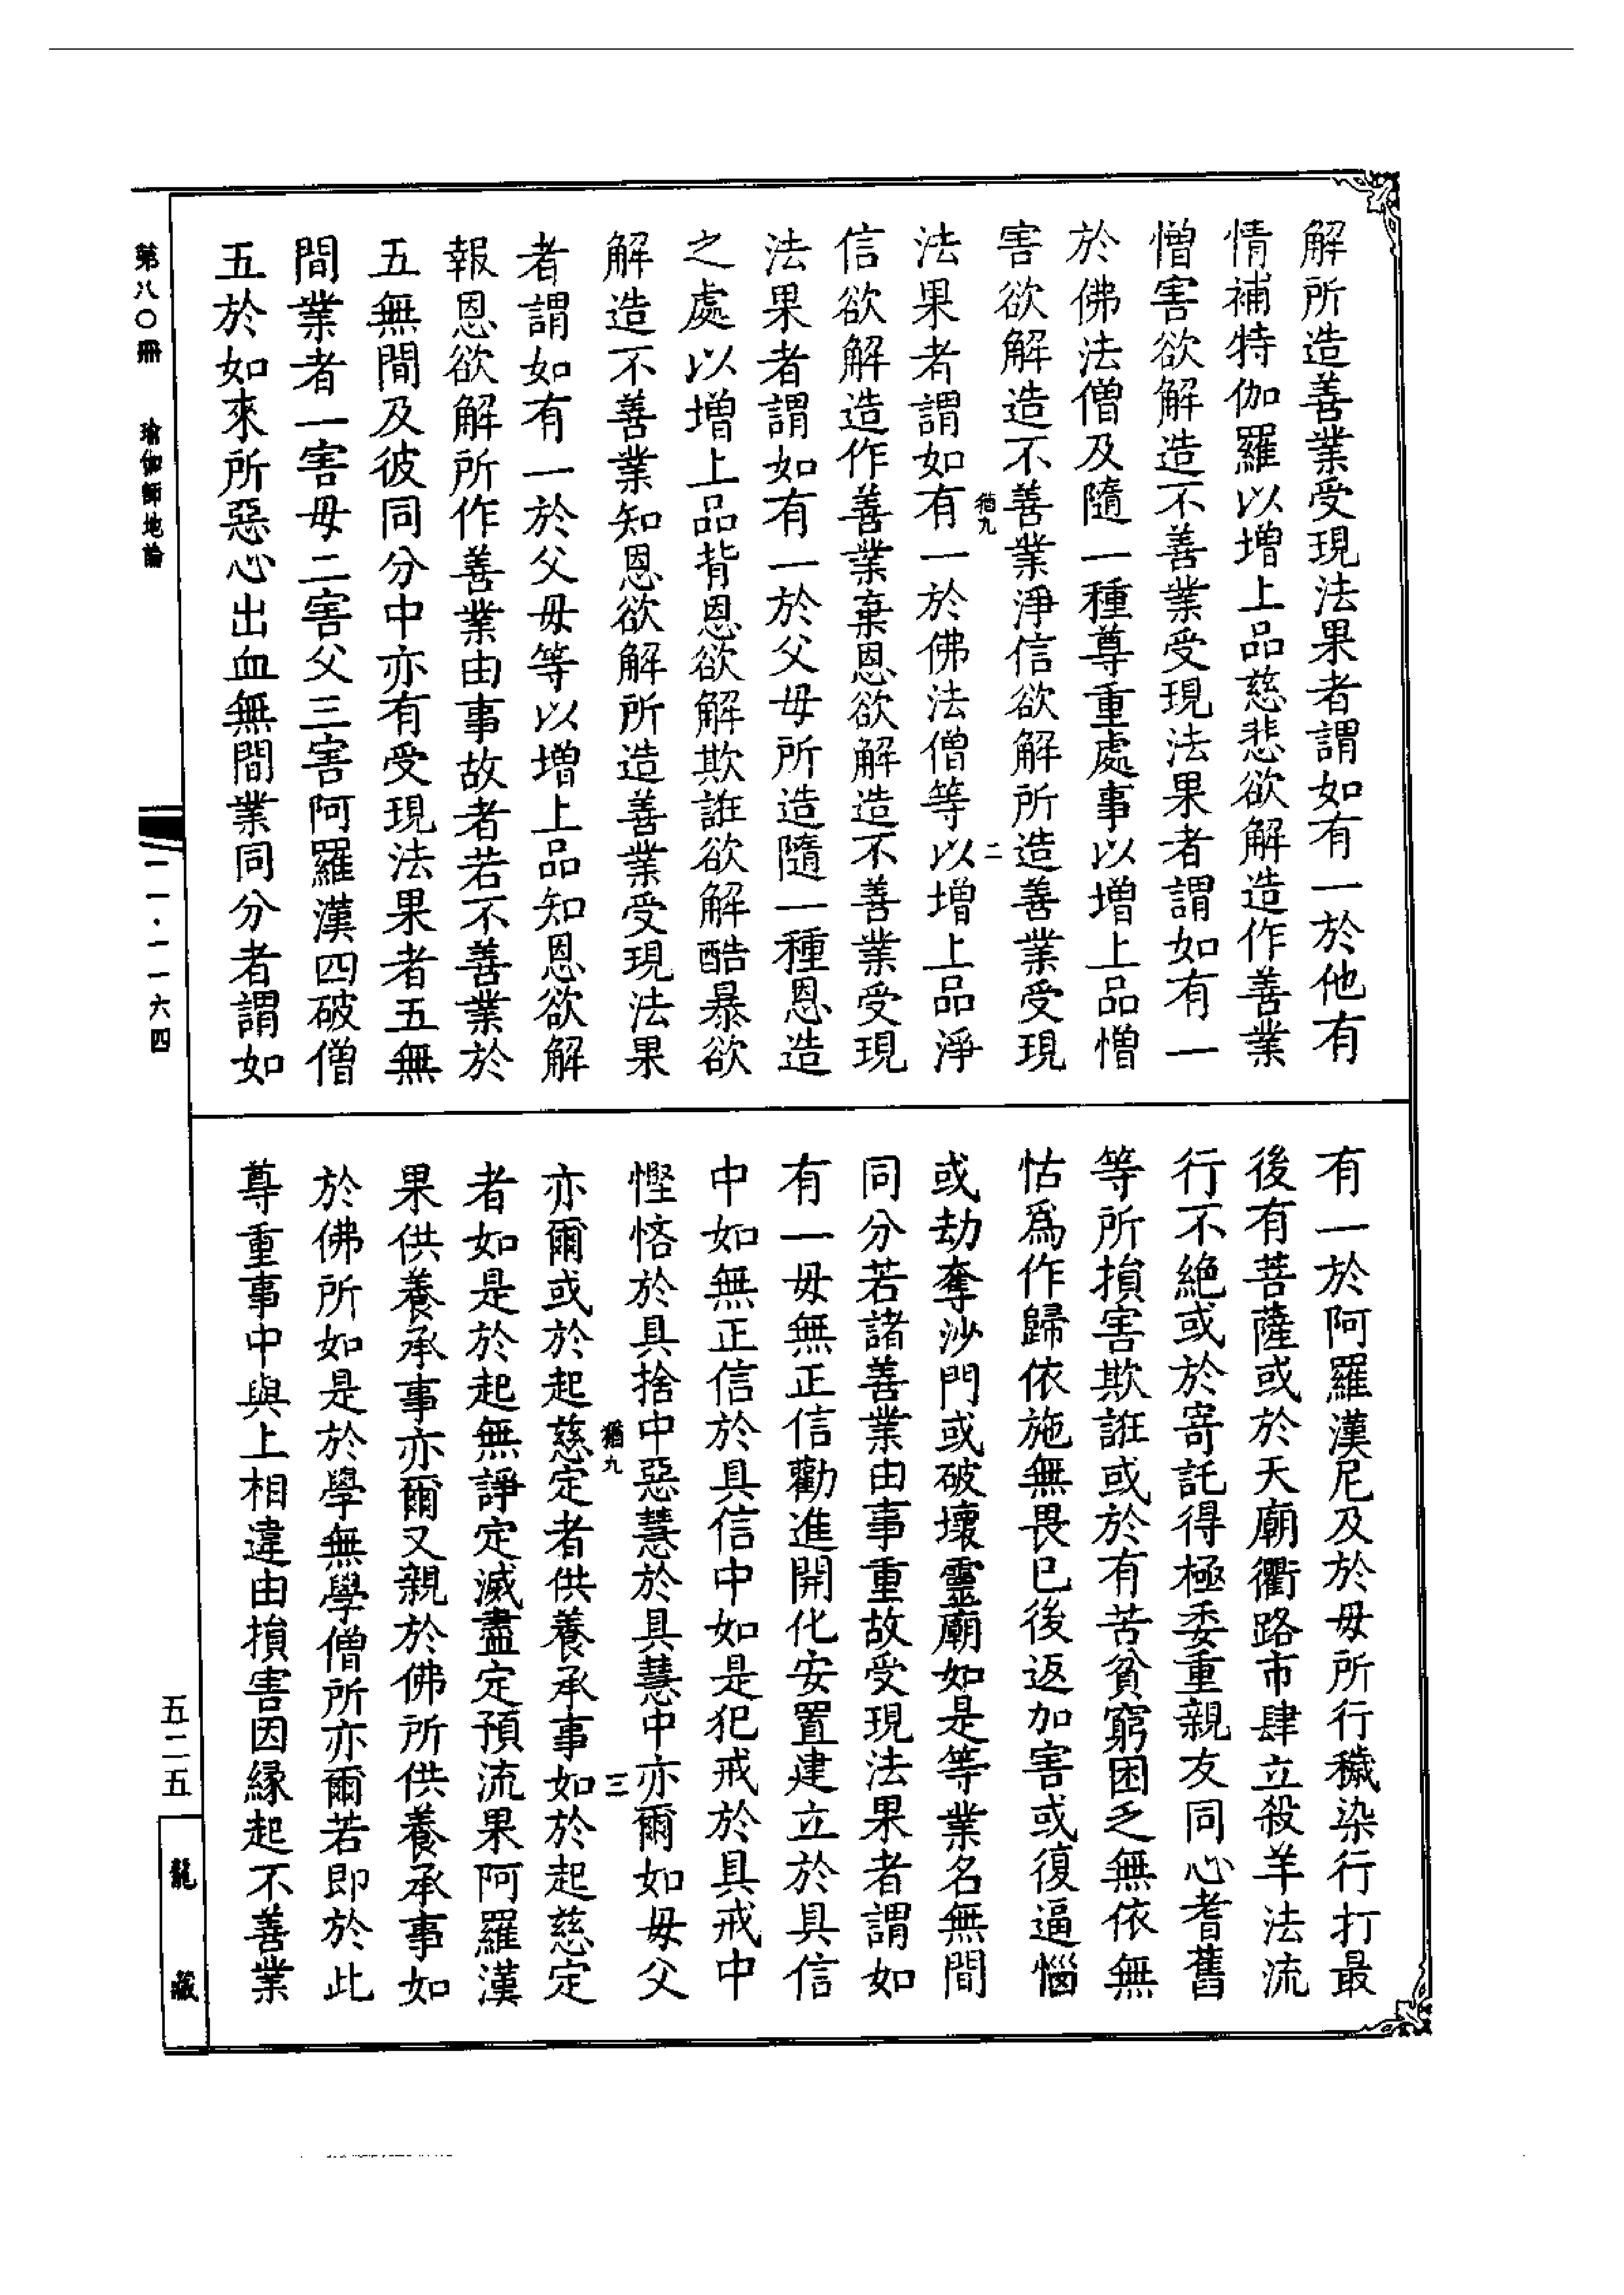 解所造善業受現法果者謂如有一於他有
情補特伽羅以增上品慈悲欲解造作善業
憎害欲解造不善業受現法果者謂如有一
於佛法僧及隨一種尊重處事以增上品憎
害欲解造不善業淨信欲解所造善業受現
猶九 二
法果者謂如有一於佛法僧等以增上品淨
信欲解造作善業棄恩欲解造不善業受現
法果者謂如有一於父母所造隨一種恩造
之處以增上品背恩欲解欺誑欲解酷暴欲
解造不善業知恩欲解所造善業受現法果
者謂如有一於父母等以增上品知恩欲解
報恩欲解所作善業由事故者若不善業於
五無間及彼同分中亦有受現法果者五無
間業者一害母二害父三害阿羅漢四破僧
五於如來所惡心出血無間業同分者謂如
有一於阿羅漢尼及於母所行穢染行打最
後有菩薩或於天廟衢路市肆立殺羊法流
行不絕或於寄託得極委重親友同心耆舊
等所損害欺誑或於有苦貧窮困乏無依無
怙爲作歸依施無畏已後返加害或復逼惱
或劫奪沙門或破壞靈廟如是等業名無間
同分若諸善業由事重故受現法果者謂如
有一母無正信勸進開化安置建立於具信
中如無正信於具信中如是犯戒於具戒中
慳悋於具捨中惡慧於具慧中亦爾如母父
猶九 三
亦爾或於起慈定者供養承事如於起慈定
者如是於起無諍定滅盡定預流果阿羅漢
果供養承事亦爾又親於佛所供養承事如
於佛所如是於學無學僧所亦爾若即於此
尊重事中與上相違由損害因緣起不善業
第八〇冊 瑜伽師地論
一一·一一六四
五二五
龍藏